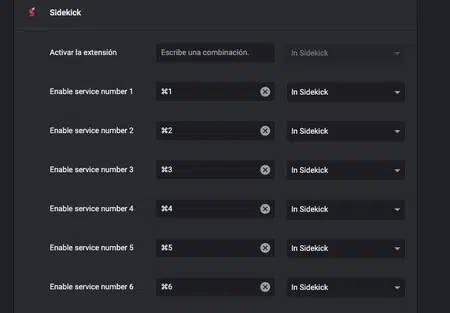 Sidekick
Activar la extensión Escribe una combinación. In Sidekick
Enable service number 1 ⌘1 In Sidekick
Enable service number 2 ⌘2 In Sidekick
Enable service number 3 ⌘3 In Sidekick
Enable service number 4 ⌘4 In Sidekick
Enable service number 5 ⌘5 In Sidekick
Enable service number 6 ⌘6 In Sidekick